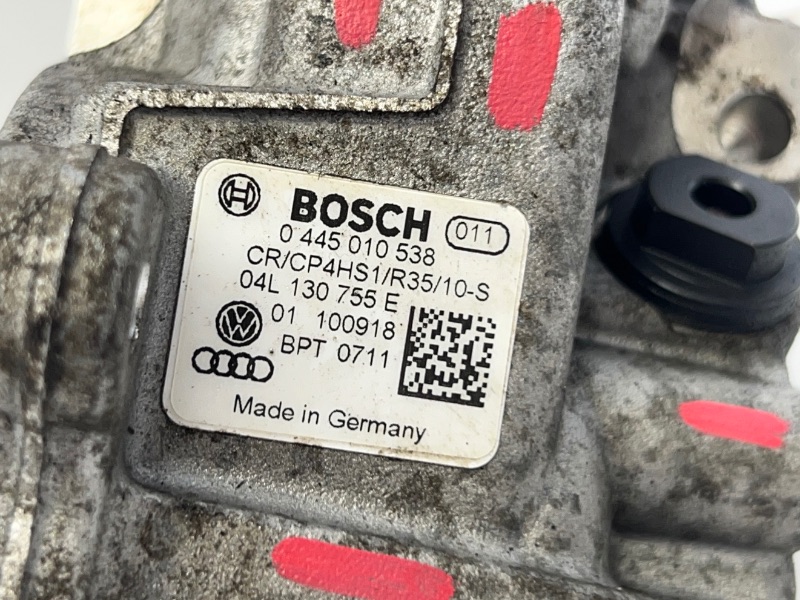 BOSCH 011
0 445 010 538
CR/CP4HS1/R35/10-S
04L 130 755 E
01 100918
BPT 0711
Made in Germany